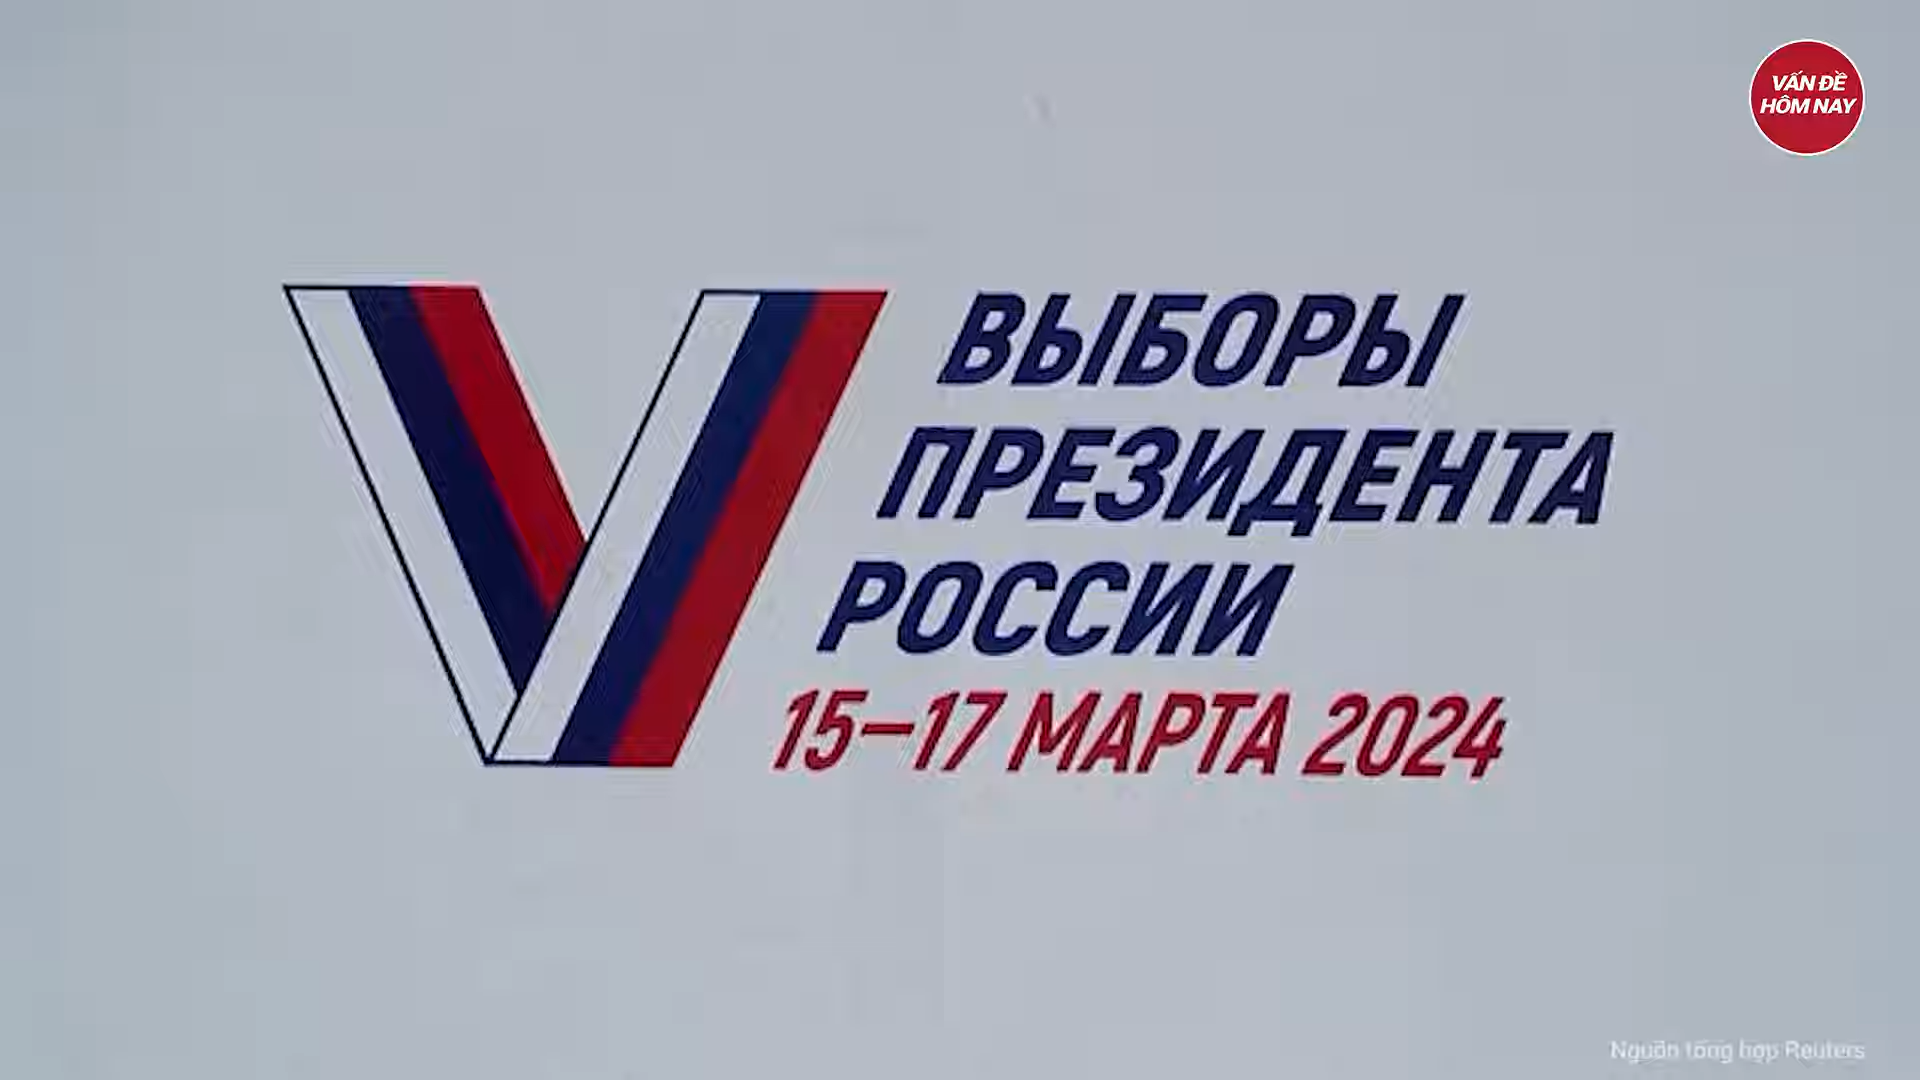 VẤN ĐỀ
HÔM NAY
ВЫБОРЫ
ПРЕЗИДЕНТА
РОССИИ
15–17 МАРТА 2024
Nguồn tổng hợp Reuters